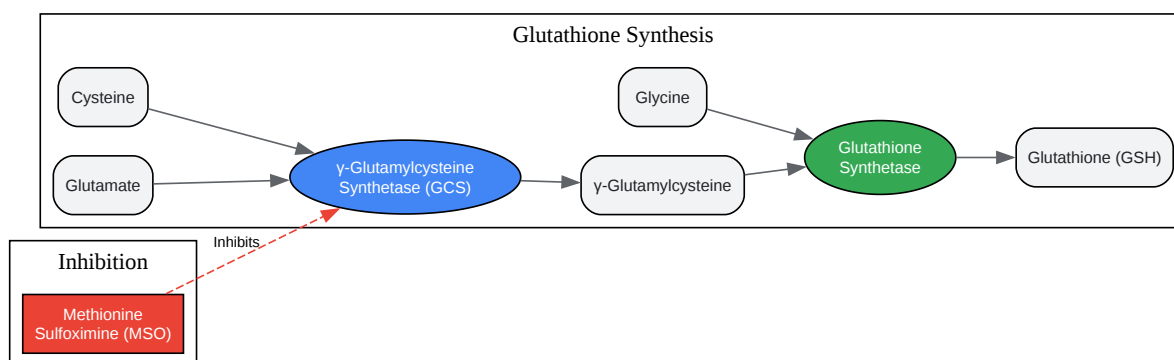 Glutathione Synthesis
Cysteine
Glutamate
γ-Glutamylcysteine
Synthetase (GCS)
Glycine
γ-Glutamylcysteine
Glutathione
Synthetase
Glutathione (GSH)
Inhibits
Inhibition
Methionine
Sulfoximine (MSO)